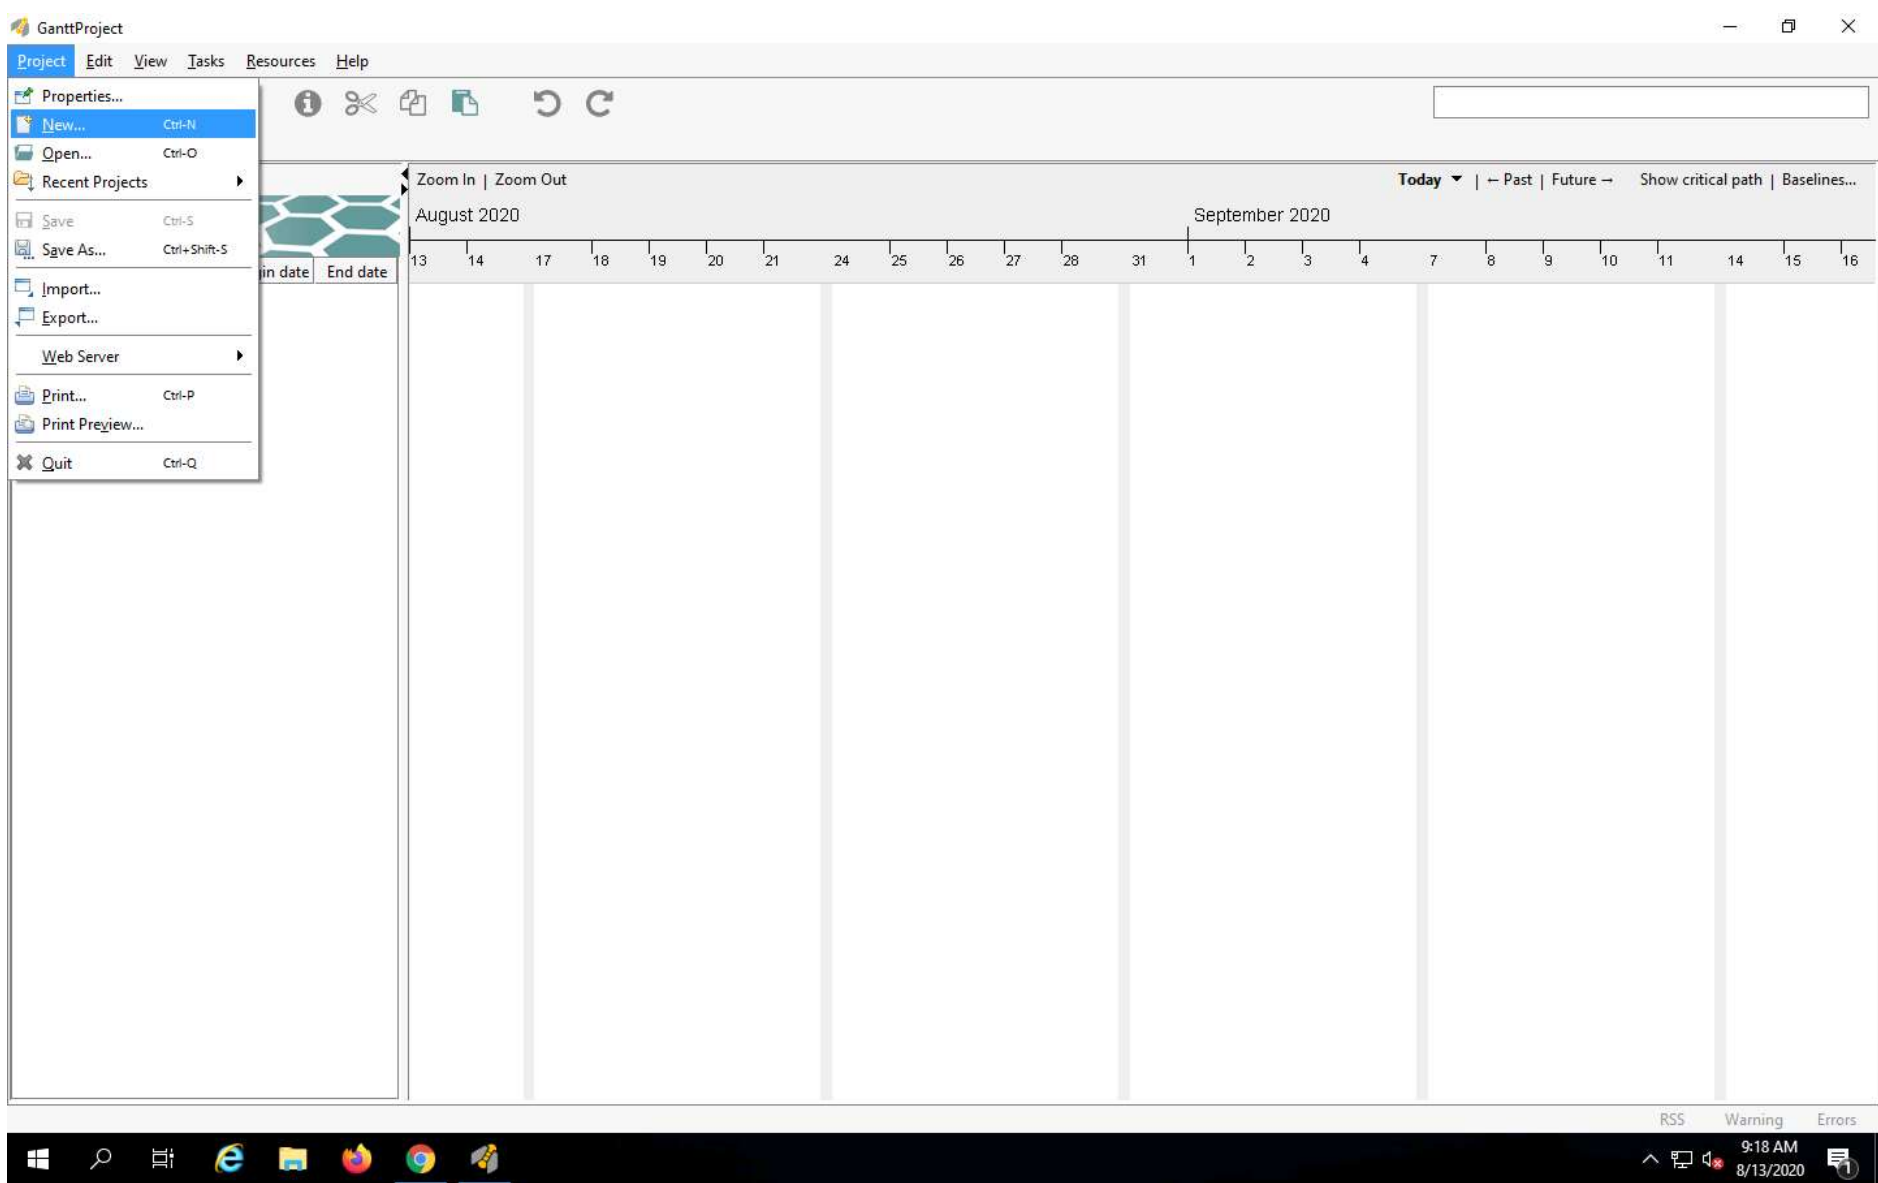 GanttProject
Project Edit View Tasks Resources Help
Properties...
New... Ctrl-N
Open... Ctrl-O
Recent Projects
Save Ctrl-S
Save As... Ctrl+Shift-S
Import...
Export...
Web Server
Print... Ctrl-P
Print Preview...
Quit Ctrl-Q
in date End date
Zoom In | Zoom Out
Today | ← Past | Future → Show critical path | Baselines...
August 2020 September 2020
13 14 17 18 19 20 21 24 25 26 27 28 31 1 2 3 4 7 8 9 10 11 14 15 16
RSS Warning Errors
9:18 AM
8/13/2020
1